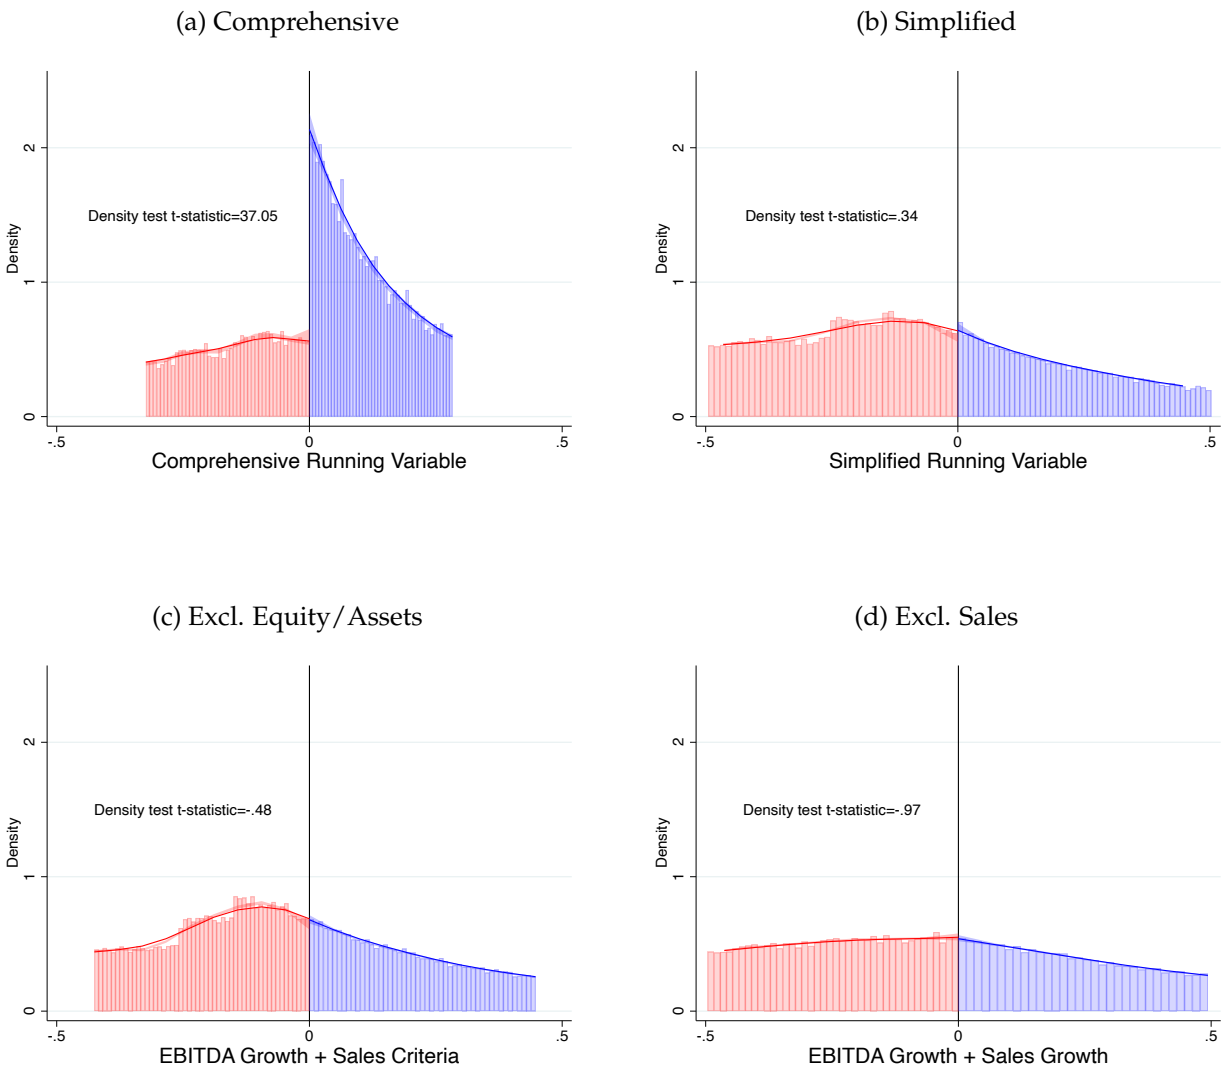 (a) Comprehensive
Density
2
1
0
Density test t-statistic=37.05
-.5
0
.5
Comprehensive Running Variable
(b) Simplified
Density
2
1
0
Density test t-statistic=.34
-.5
0
.5
Simplified Running Variable
(c) Excl. Equity/Assets
Density
2
1
0
Density test t-statistic=-.48
-.5
0
.5
EBITDA Growth + Sales Criteria
(d) Excl. Sales
Density
2
1
0
Density test t-statistic=-.97
-.5
0
.5
EBITDA Growth + Sales Growth